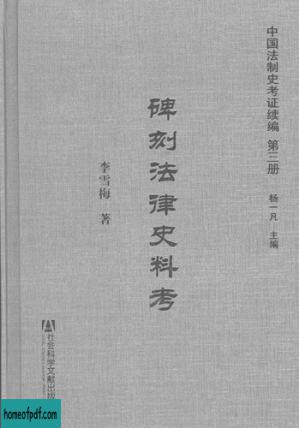 中国法制史考证续编 第三册
杨一凡 主编
碑刻法律史料考
李雪梅 著
社会科学文献出版
homeofpdf.com